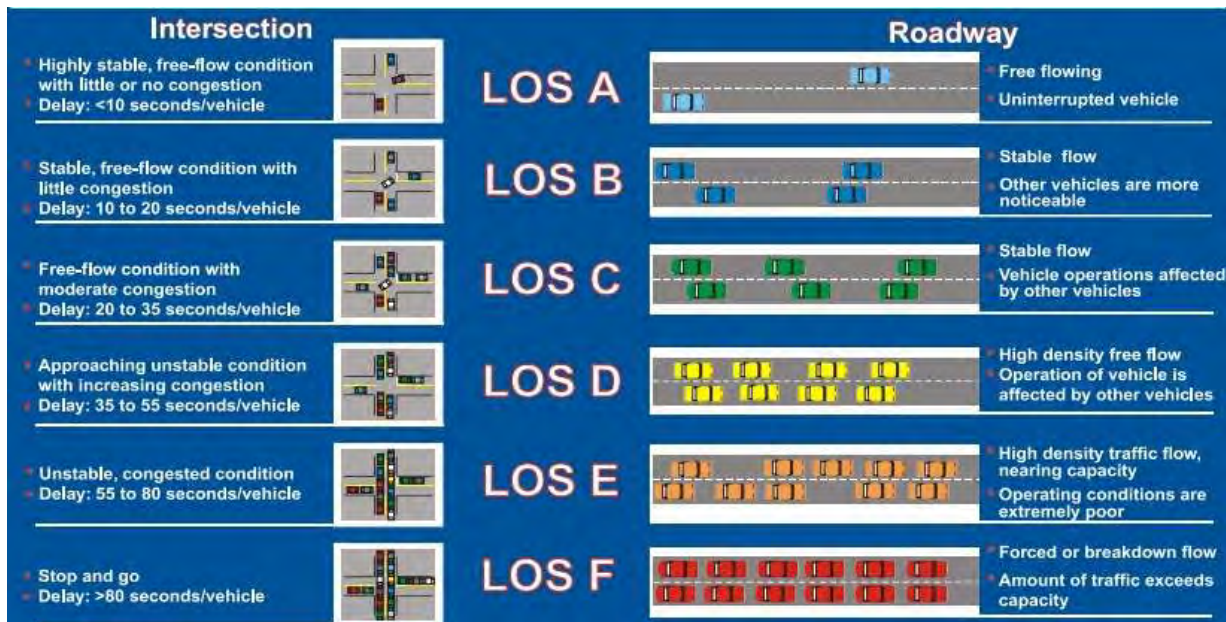 Intersection
Roadway
Highly stable, free-flow condition
with little or no congestion
Delay: <10 seconds/vehicle
LOS A
Free flowing
Uninterrupted vehicle
Stable, free-flow condition with
little congestion
Delay: 10 to 20 seconds/vehicle
LOS B
Stable flow
Other vehicles are more
noticeable
Free-flow condition with
moderate congestion
Delay: 20 to 35 seconds/vehicle
LOS C
Stable flow
Vehicle operations affected
by other vehicles
Approaching unstable condition
with increasing congestion
Delay: 35 to 55 seconds/vehicle
LOS D
High density free flow
Operation of vehicle is
affected by other vehicles
Unstable, congested condition
Delay: 55 to 80 seconds/vehicle
LOS E
High density traffic flow,
nearing capacity
Operating conditions are
extremely poor
Stop and go
Delay: >80 seconds/vehicle
LOS F
Forced or breakdown flow
Amount of traffic exceeds
capacity